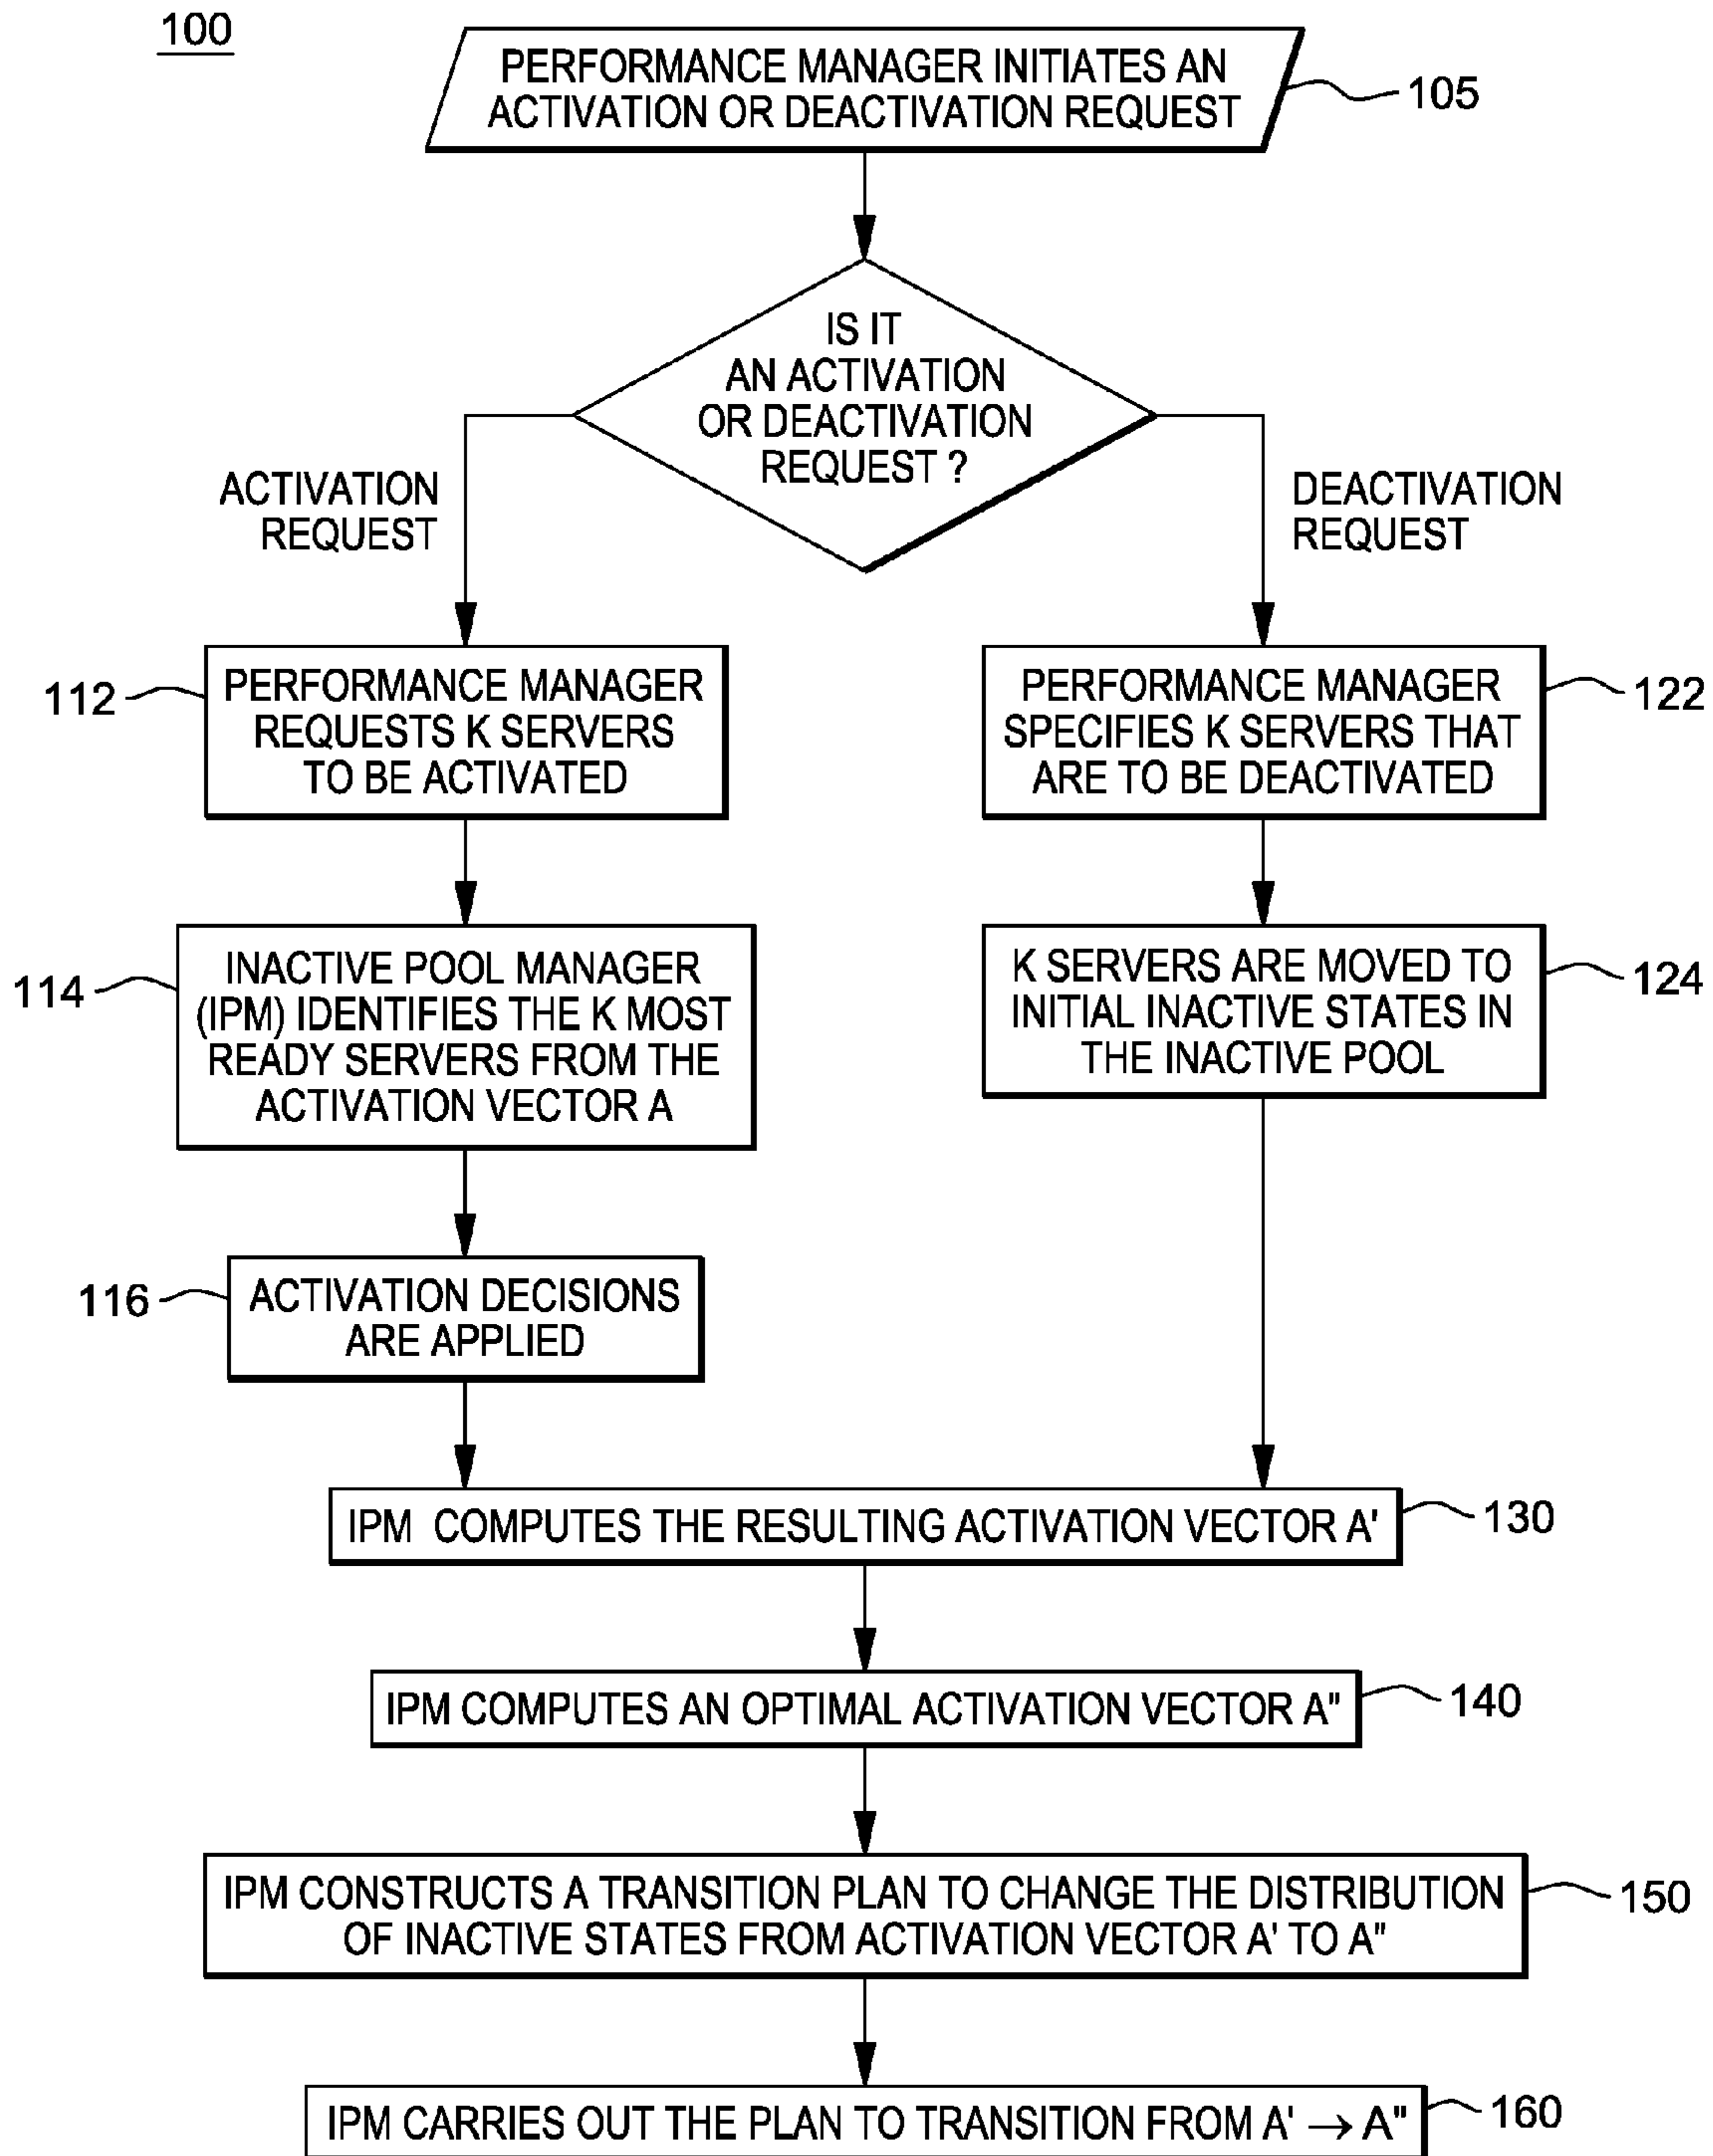 100
PERFORMANCE MANAGER INITIATES AN
ACTIVATION OR DEACTIVATION REQUEST
105
IS IT
AN ACTIVATION
OR DEACTIVATION
REQUEST ?
ACTIVATION
REQUEST
DEACTIVATION
REQUEST
112
PERFORMANCE MANAGER
REQUESTS K SERVERS
TO BE ACTIVATED
PERFORMANCE MANAGER
SPECIFIES K SERVERS THAT
ARE TO BE DEACTIVATED
122
114
INACTIVE POOL MANAGER
(IPM) IDENTIFIES THE K MOST
READY SERVERS FROM THE
ACTIVATION VECTOR A
K SERVERS ARE MOVED TO
INITIAL INACTIVE STATES IN
THE INACTIVE POOL
124
116
ACTIVATION DECISIONS
ARE APPLIED
IPM COMPUTES THE RESULTING ACTIVATION VECTOR A'
130
IPM COMPUTES AN OPTIMAL ACTIVATION VECTOR A"
140
IPM CONSTRUCTS A TRANSITION PLAN TO CHANGE THE DISTRIBUTION
OF INACTIVE STATES FROM ACTIVATION VECTOR A' TO A"
150
IPM CARRIES OUT THE PLAN TO TRANSITION FROM A' → A"
160